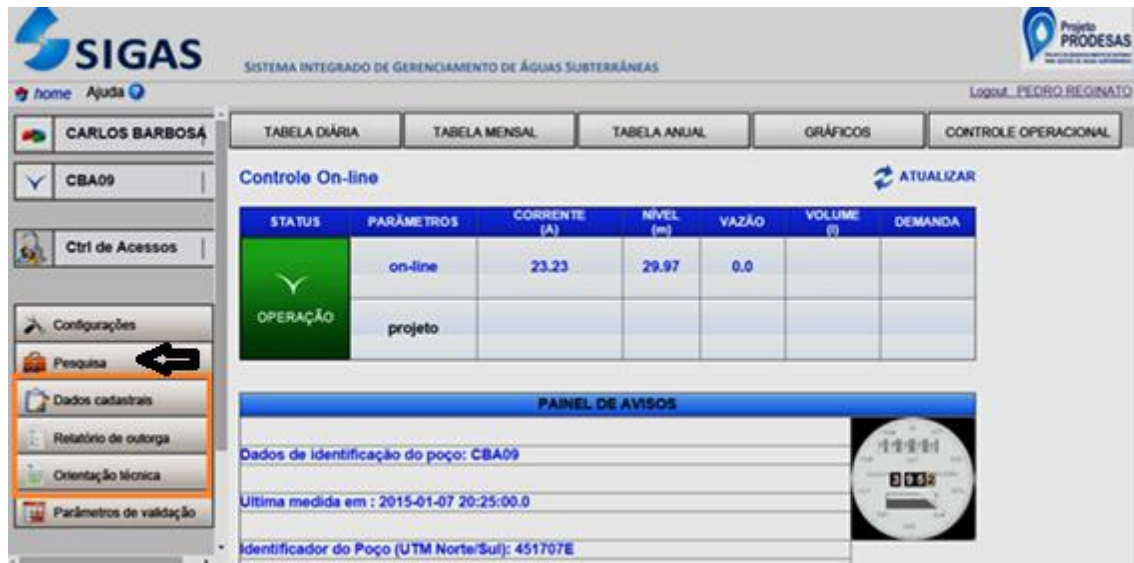 SIGAS
SISTEMA INTEGRADO DE GERENCIAMENTO DE ÁGUAS SUBTERRÂNEAS
Projeto
PRODESAS
home Ajuda
Logout PEDRO REGINATO
CARLOS BARBOSA
CBA09
Ctrl de Acessos
Configurações
Pesquisa
Dados cadastrais
Relatório de outorga
Orientação técnica
Parâmetros de validação
TABELA DIÁRIA TABELA MENSAL TABELA ANUAL GRÁFICOS CONTROLE OPERACIONAL
Controle On-line
ATUALIZAR
STATUS PARÂMETROS CORRENTE (A) NÍVEL (m) VAZÃO VOLUME (l) DEMANDA
OPERAÇÃO
on-line 23.23 29.97 0.0
projeto
PAINEL DE AVISOS
Dados de identificação do poço: CBA09
Ultima medida em : 2015-01-07 20:25:00.0
Identificador do Poço (UTM Norte/Sul): 451707E